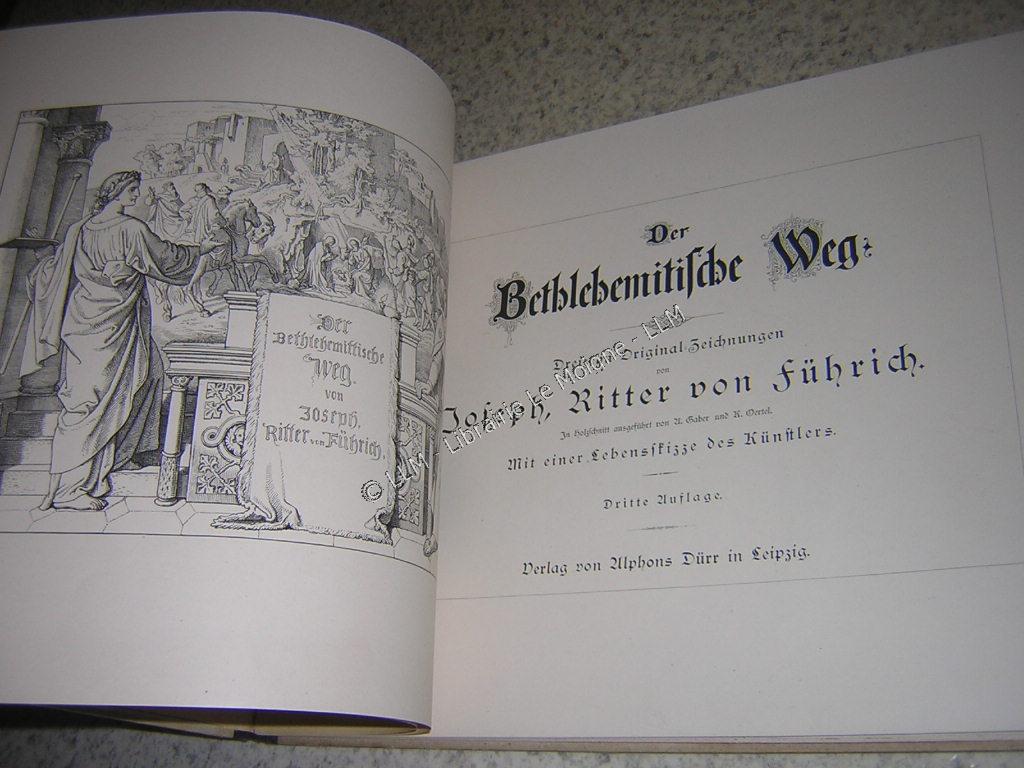 Der
Bethlehemitische
Weg.
von
Joseph,
Ritter von Führich.
Der
Bethlehemitiſche Weg.
Original-Zeichnungen
von
Joſeph, Ritter von Führich.
In Holzſchnitt ausgeführt von A. Gaber und K. Oertel.
Mit einer Lebensſkizze des Künſtlers.
Dritte Auflage.
Verlag von Alphons Dürr in Leipzig.
© LLM - Librairie Le Moigne - LLM